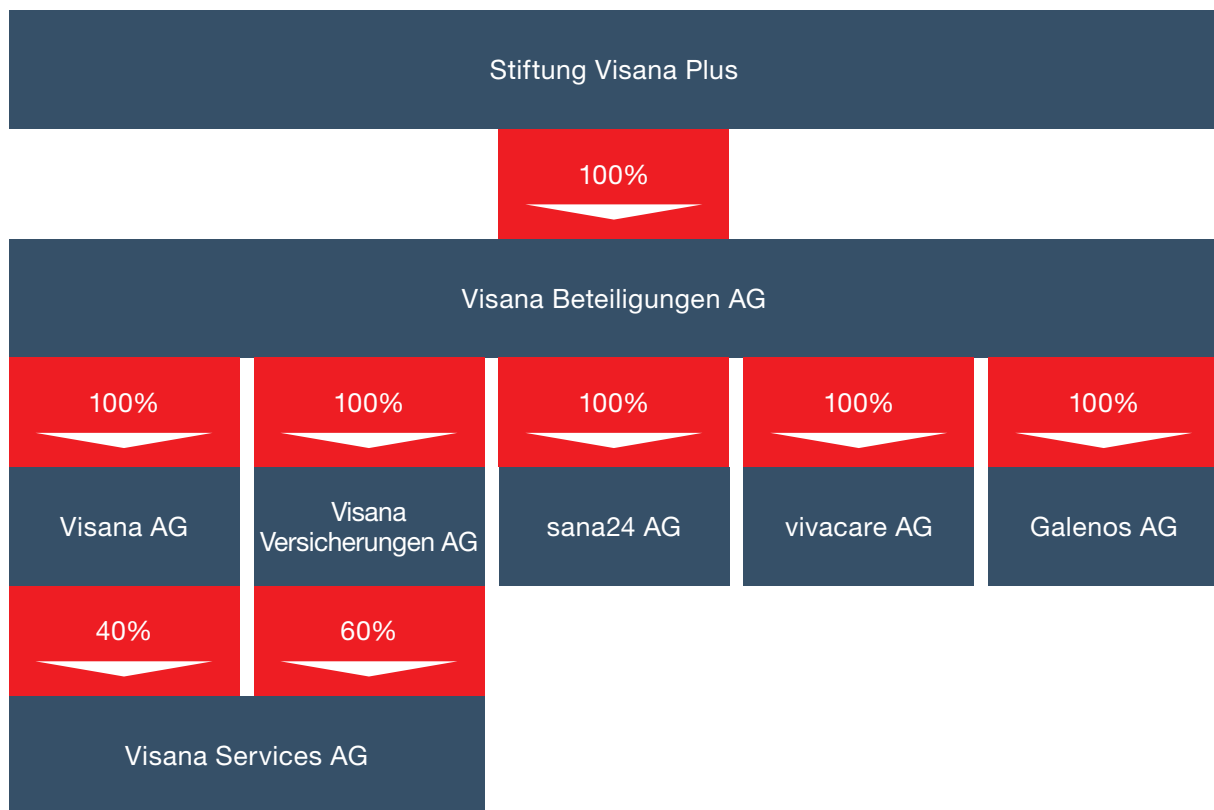 Stiftung Visana Plus
100%
Visana Beteiligungen AG
100%
100%
100%
100%
100%
Visana AG
Visana
Versicherungen AG
sana24 AG
vivacare AG
Galenos AG
40%
60%
Visana Services AG